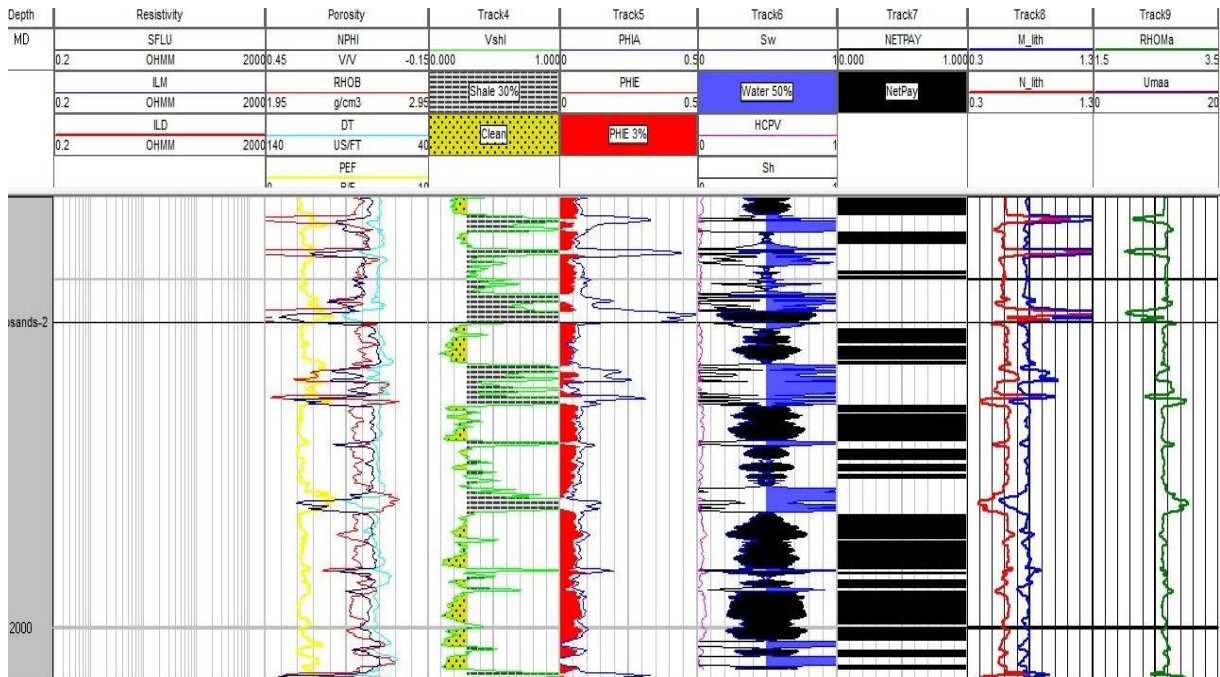 Depth Resistivity Porosity Track4 Track5 Track6 Track7 Track8 Track9
MD SFLU NPHI Vshl PHIA Sw NETPAY M_lith RHOMa
0.2 OHMM 2000 0.45 V/V -0.15 0.000 1.000 0 0.5 0 1 0.000 1.000 0.3 1.3 1.5 3.5
ILM RHOB Shale 30% PHIE Water 50% NetPay N_lith Umaa
0.2 OHMM 2000 1.95 g/cm3 2.95 0 0.5 0.3 1.3 0 20
ILD DT Clean PHIE 3% HCPV
0.2 OHMM 2000 140 US/FT 40 0 1
PEF Sh
sands-2
2000